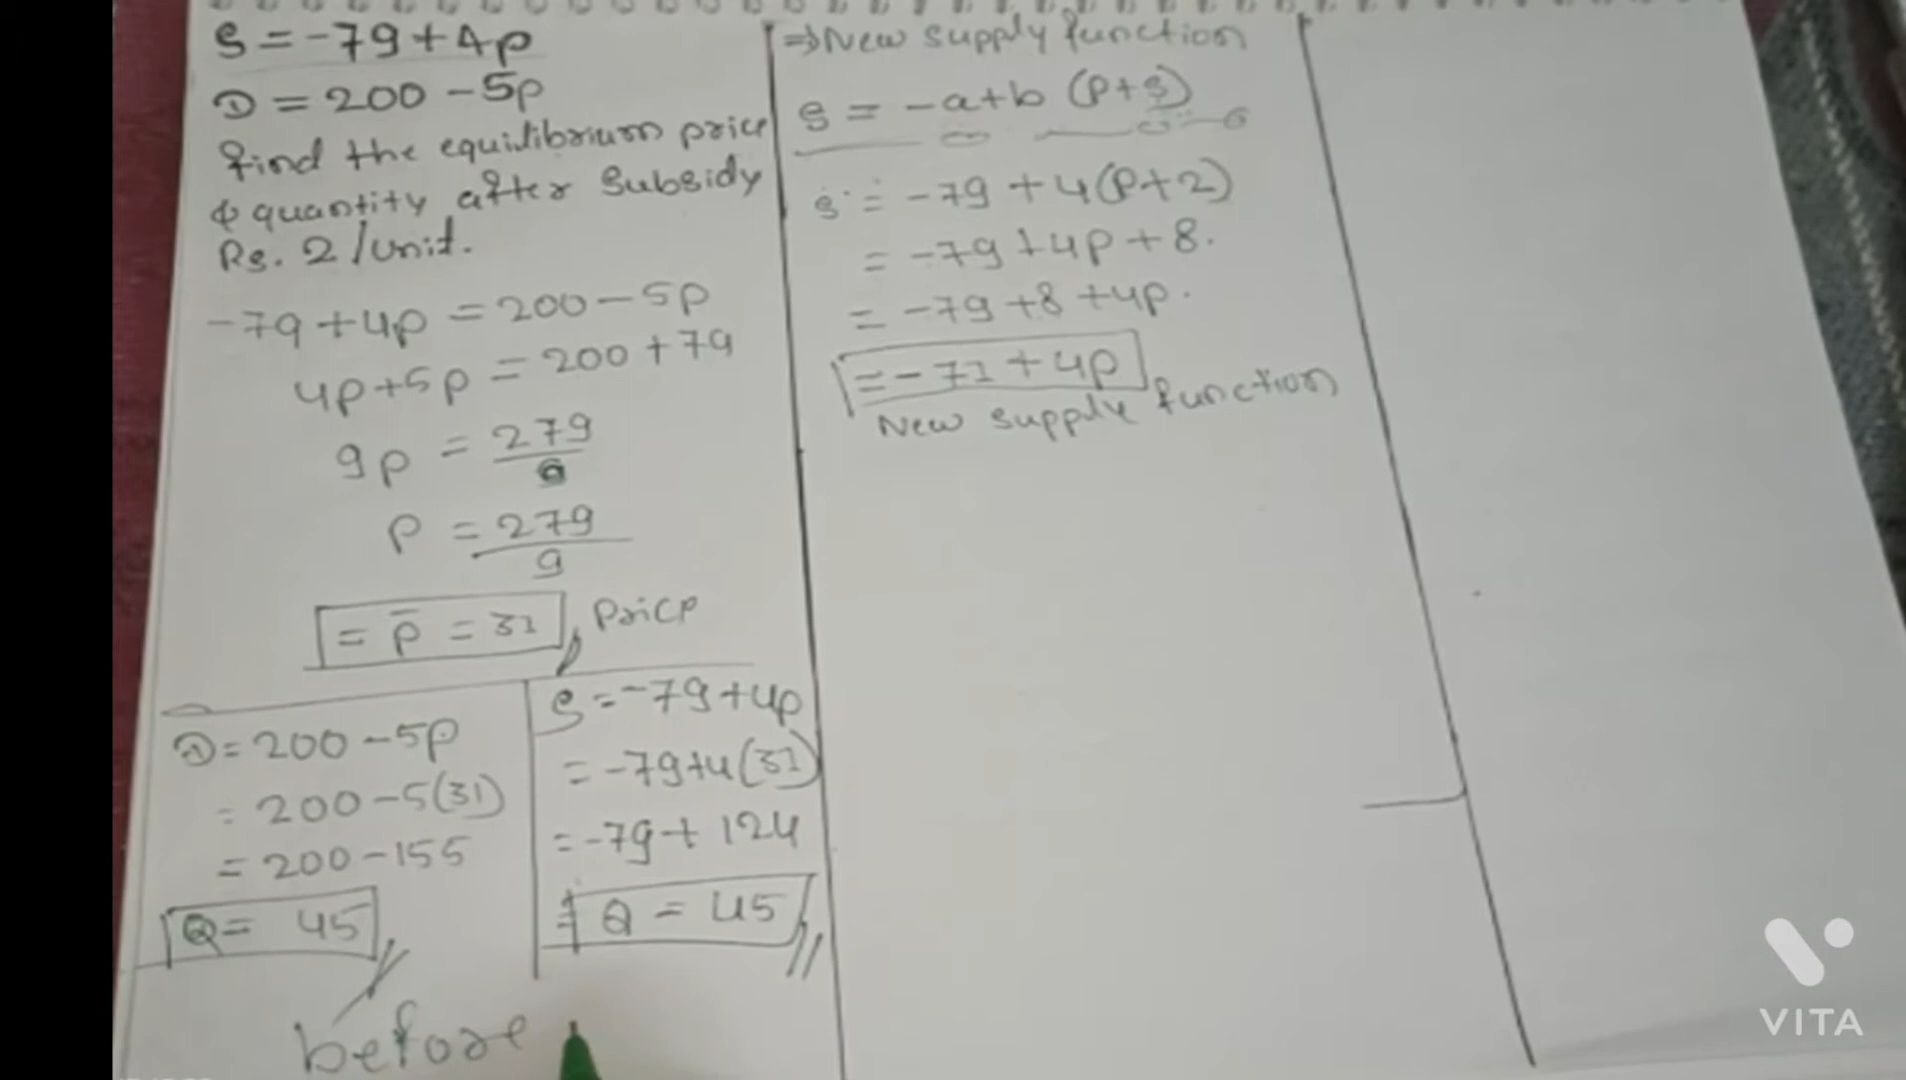 S = -79 + 4p
D = 200 - 5p
find the equilibrium price
& quantity after Subsidy
Rs. 2 / Unit.
-79 + 4p = 200 - 5p
4p + 5p = 200 + 79
9p = 279
9
p = 279
9
= p̄ = 31 price
D = 200 - 5p
= 200 - 5(31)
= 200 - 155
Q = 45
S = -79 + 4p
= -79 + 4(31)
= -79 + 124
= Q = 45
before
⇒ New supply function
S = -a + b (p + s)
S = -79 + 4(p + 2)
= -79 + 4p + 8.
= -79 + 8 + 4p.
= -71 + 4p
New supply function
VITA